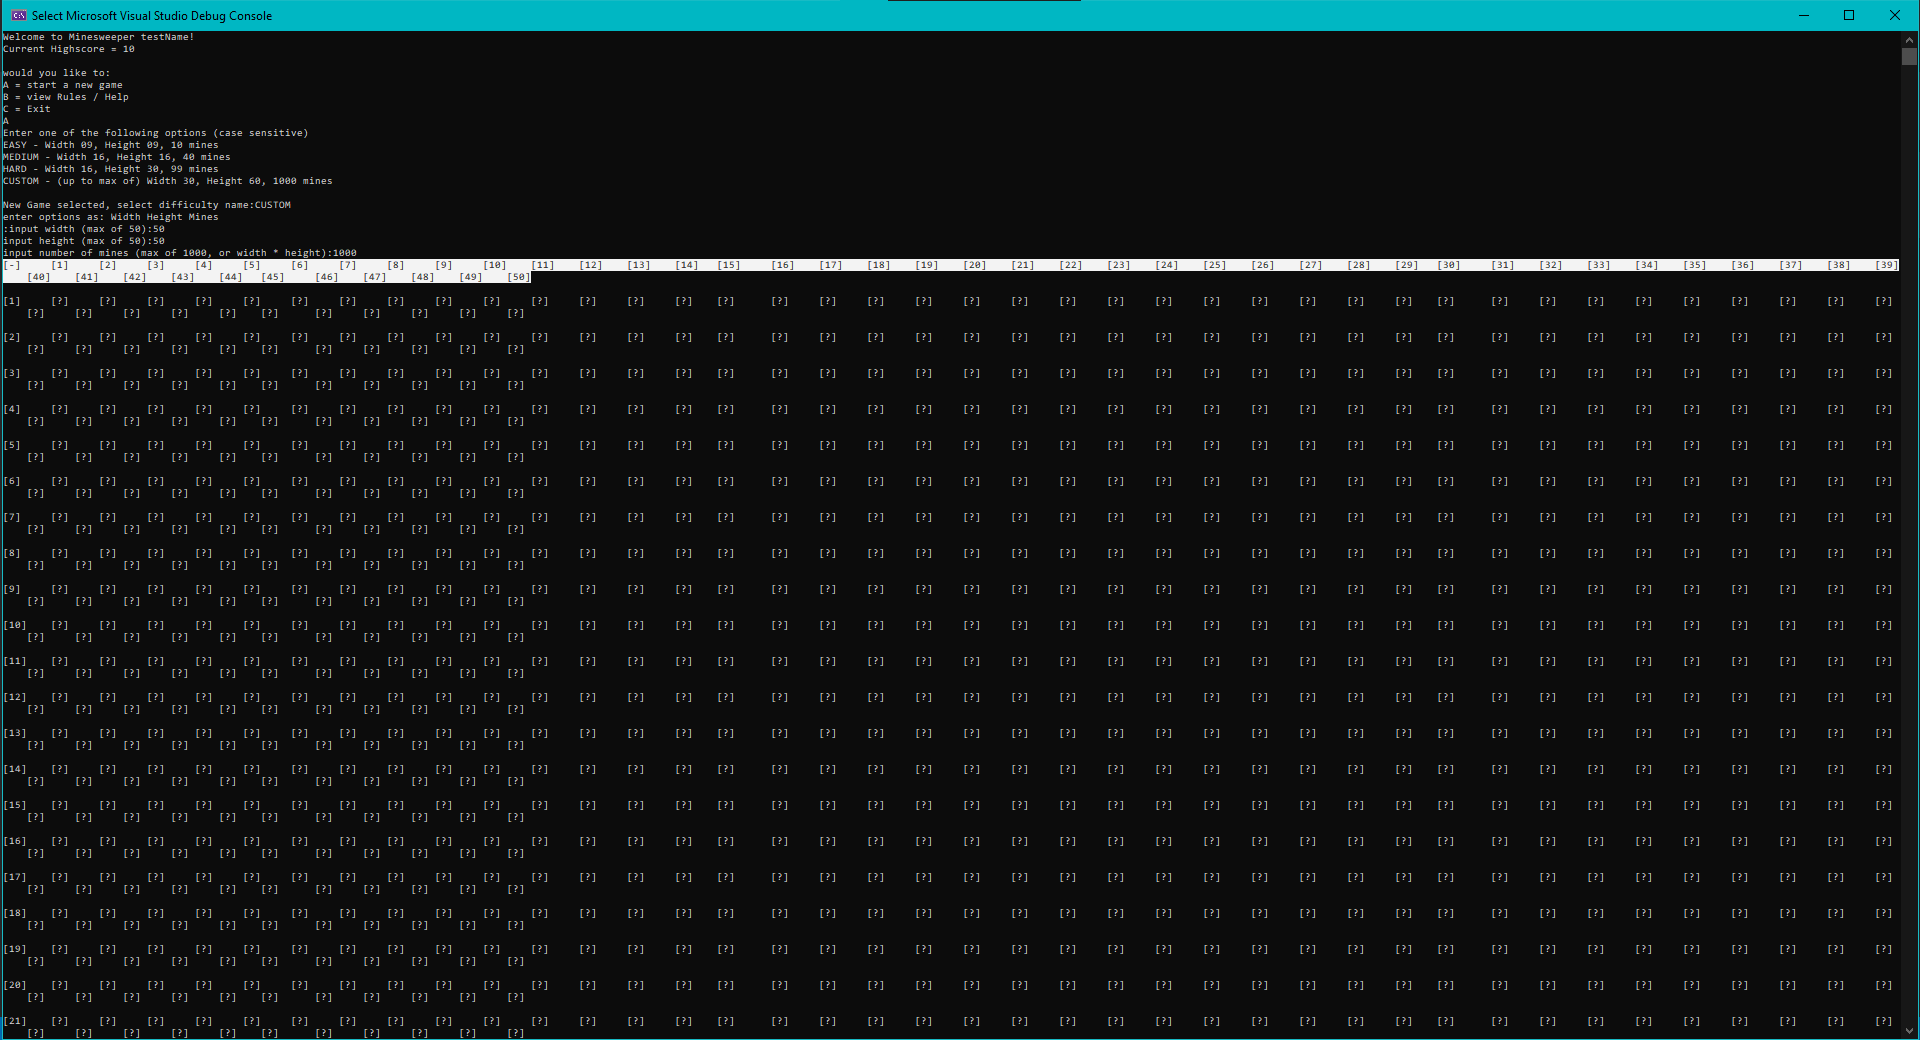 Select Microsoft Visual Studio Debug Console
Welcome to Minesweeper testName!
Current Highscore = 10
would you like to:
A = start a new game
B = view Rules / Help
C = Exit
A
Enter one of the following options (case sensitive)
EASY - Width 09, Height 09, 10 mines
MEDIUM - Width 16, Height 16, 40 mines
HARD - Width 16, Height 30, 99 mines
CUSTOM - (up to max of) Width 30, Height 60, 1000 mines
New Game selected, select difficulty name:CUSTOM
enter options as: Width Height Mines
:input width (max of 50):50
input height (max of 50):50
input number of mines (max of 1000, or width * height):1000
[-] [1] [2] [3] [4] [5] [6] [7] [8] [9] [10] [11] [12] [13] [14] [15] [16] [17] [18] [19] [20] [21] [22] [23] [24] [25] [26] [27] [28] [29] [30] [31] [32] [33] [34] [35] [36] [37] [38] [39]
[40] [41] [42] [43] [44] [45] [46] [47] [48] [49] [50]
[1] [?] [?] [?] [?] [?] [?] [?] [?] [?] [?] [?] [?] [?] [?] [?] [?] [?] [?] [?] [?] [?] [?] [?] [?] [?] [?] [?] [?] [?] [?] [?] [?] [?] [?] [?] [?] [?] [?] [?]
[?] [?] [?] [?] [?] [?] [?] [?] [?] [?] [?]
[2] [?] [?] [?] [?] [?] [?] [?] [?] [?] [?] [?] [?] [?] [?] [?] [?] [?] [?] [?] [?] [?] [?] [?] [?] [?] [?] [?] [?] [?] [?] [?] [?] [?] [?] [?] [?] [?] [?] [?]
[?] [?] [?] [?] [?] [?] [?] [?] [?] [?] [?]
[3] [?] [?] [?] [?] [?] [?] [?] [?] [?] [?] [?] [?] [?] [?] [?] [?] [?] [?] [?] [?] [?] [?] [?] [?] [?] [?] [?] [?] [?] [?] [?] [?] [?] [?] [?] [?] [?] [?] [?]
[?] [?] [?] [?] [?] [?] [?] [?] [?] [?] [?]
[4] [?] [?] [?] [?] [?] [?] [?] [?] [?] [?] [?] [?] [?] [?] [?] [?] [?] [?] [?] [?] [?] [?] [?] [?] [?] [?] [?] [?] [?] [?] [?] [?] [?] [?] [?] [?] [?] [?] [?]
[?] [?] [?] [?] [?] [?] [?] [?] [?] [?] [?]
[5] [?] [?] [?] [?] [?] [?] [?] [?] [?] [?] [?] [?] [?] [?] [?] [?] [?] [?] [?] [?] [?] [?] [?] [?] [?] [?] [?] [?] [?] [?] [?] [?] [?] [?] [?] [?] [?] [?] [?]
[?] [?] [?] [?] [?] [?] [?] [?] [?] [?] [?]
[6] [?] [?] [?] [?] [?] [?] [?] [?] [?] [?] [?] [?] [?] [?] [?] [?] [?] [?] [?] [?] [?] [?] [?] [?] [?] [?] [?] [?] [?] [?] [?] [?] [?] [?] [?] [?] [?] [?] [?]
[?] [?] [?] [?] [?] [?] [?] [?] [?] [?] [?]
[7] [?] [?] [?] [?] [?] [?] [?] [?] [?] [?] [?] [?] [?] [?] [?] [?] [?] [?] [?] [?] [?] [?] [?] [?] [?] [?] [?] [?] [?] [?] [?] [?] [?] [?] [?] [?] [?] [?] [?]
[?] [?] [?] [?] [?] [?] [?] [?] [?] [?] [?]
[8] [?] [?] [?] [?] [?] [?] [?] [?] [?] [?] [?] [?] [?] [?] [?] [?] [?] [?] [?] [?] [?] [?] [?] [?] [?] [?] [?] [?] [?] [?] [?] [?] [?] [?] [?] [?] [?] [?] [?]
[?] [?] [?] [?] [?] [?] [?] [?] [?] [?] [?]
[9] [?] [?] [?] [?] [?] [?] [?] [?] [?] [?] [?] [?] [?] [?] [?] [?] [?] [?] [?] [?] [?] [?] [?] [?] [?] [?] [?] [?] [?] [?] [?] [?] [?] [?] [?] [?] [?] [?] [?]
[?] [?] [?] [?] [?] [?] [?] [?] [?] [?] [?]
[10] [?] [?] [?] [?] [?] [?] [?] [?] [?] [?] [?] [?] [?] [?] [?] [?] [?] [?] [?] [?] [?] [?] [?] [?] [?] [?] [?] [?] [?] [?] [?] [?] [?] [?] [?] [?] [?] [?] [?]
[?] [?] [?] [?] [?] [?] [?] [?] [?] [?] [?]
[11] [?] [?] [?] [?] [?] [?] [?] [?] [?] [?] [?] [?] [?] [?] [?] [?] [?] [?] [?] [?] [?] [?] [?] [?] [?] [?] [?] [?] [?] [?] [?] [?] [?] [?] [?] [?] [?] [?] [?]
[?] [?] [?] [?] [?] [?] [?] [?] [?] [?] [?]
[12] [?] [?] [?] [?] [?] [?] [?] [?] [?] [?] [?] [?] [?] [?] [?] [?] [?] [?] [?] [?] [?] [?] [?] [?] [?] [?] [?] [?] [?] [?] [?] [?] [?] [?] [?] [?] [?] [?] [?]
[?] [?] [?] [?] [?] [?] [?] [?] [?] [?] [?]
[13] [?] [?] [?] [?] [?] [?] [?] [?] [?] [?] [?] [?] [?] [?] [?] [?] [?] [?] [?] [?] [?] [?] [?] [?] [?] [?] [?] [?] [?] [?] [?] [?] [?] [?] [?] [?] [?] [?] [?]
[?] [?] [?] [?] [?] [?] [?] [?] [?] [?] [?]
[14] [?] [?] [?] [?] [?] [?] [?] [?] [?] [?] [?] [?] [?] [?] [?] [?] [?] [?] [?] [?] [?] [?] [?] [?] [?] [?] [?] [?] [?] [?] [?] [?] [?] [?] [?] [?] [?] [?] [?]
[?] [?] [?] [?] [?] [?] [?] [?] [?] [?] [?]
[15] [?] [?] [?] [?] [?] [?] [?] [?] [?] [?] [?] [?] [?] [?] [?] [?] [?] [?] [?] [?] [?] [?] [?] [?] [?] [?] [?] [?] [?] [?] [?] [?] [?] [?] [?] [?] [?] [?] [?]
[?] [?] [?] [?] [?] [?] [?] [?] [?] [?] [?]
[16] [?] [?] [?] [?] [?] [?] [?] [?] [?] [?] [?] [?] [?] [?] [?] [?] [?] [?] [?] [?] [?] [?] [?] [?] [?] [?] [?] [?] [?] [?] [?] [?] [?] [?] [?] [?] [?] [?] [?]
[?] [?] [?] [?] [?] [?] [?] [?] [?] [?] [?]
[17] [?] [?] [?] [?] [?] [?] [?] [?] [?] [?] [?] [?] [?] [?] [?] [?] [?] [?] [?] [?] [?] [?] [?] [?] [?] [?] [?] [?] [?] [?] [?] [?] [?] [?] [?] [?] [?] [?] [?]
[?] [?] [?] [?] [?] [?] [?] [?] [?] [?] [?]
[18] [?] [?] [?] [?] [?] [?] [?] [?] [?] [?] [?] [?] [?] [?] [?] [?] [?] [?] [?] [?] [?] [?] [?] [?] [?] [?] [?] [?] [?] [?] [?] [?] [?] [?] [?] [?] [?] [?] [?]
[?] [?] [?] [?] [?] [?] [?] [?] [?] [?] [?]
[19] [?] [?] [?] [?] [?] [?] [?] [?] [?] [?] [?] [?] [?] [?] [?] [?] [?] [?] [?] [?] [?] [?] [?] [?] [?] [?] [?] [?] [?] [?] [?] [?] [?] [?] [?] [?] [?] [?] [?]
[?] [?] [?] [?] [?] [?] [?] [?] [?] [?] [?]
[20] [?] [?] [?] [?] [?] [?] [?] [?] [?] [?] [?] [?] [?] [?] [?] [?] [?] [?] [?] [?] [?] [?] [?] [?] [?] [?] [?] [?] [?] [?] [?] [?] [?] [?] [?] [?] [?] [?] [?]
[?] [?] [?] [?] [?] [?] [?] [?] [?] [?] [?]
[21] [?] [?] [?] [?] [?] [?] [?] [?] [?] [?] [?] [?] [?] [?] [?] [?] [?] [?] [?] [?] [?] [?] [?] [?] [?] [?] [?] [?] [?] [?] [?] [?] [?] [?] [?] [?] [?] [?] [?]
[?] [?] [?] [?] [?] [?] [?] [?] [?] [?] [?]